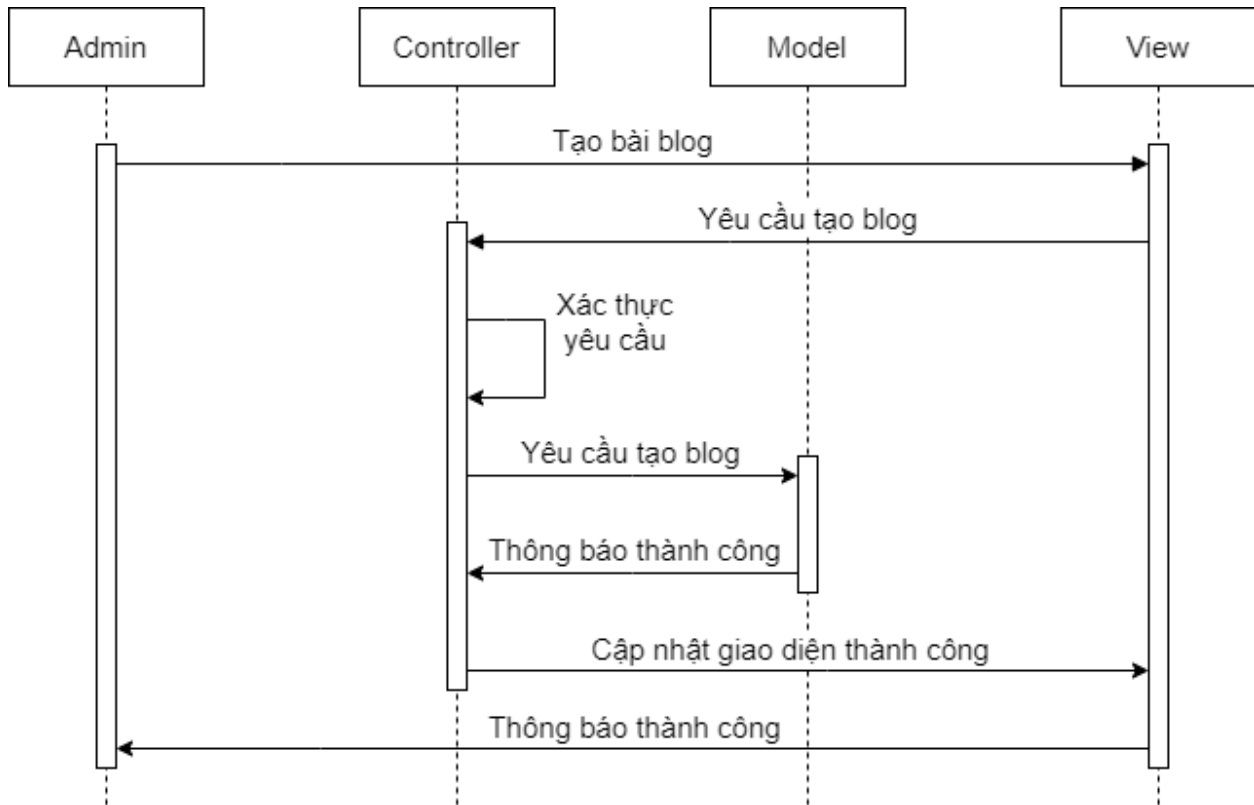 Admin
Controller
Model
View
Tạo bài blog
Yêu cầu tạo blog
Xác thực
yêu cầu
Yêu cầu tạo blog
Thông báo thành công
Cập nhật giao diện thành công
Thông báo thành công